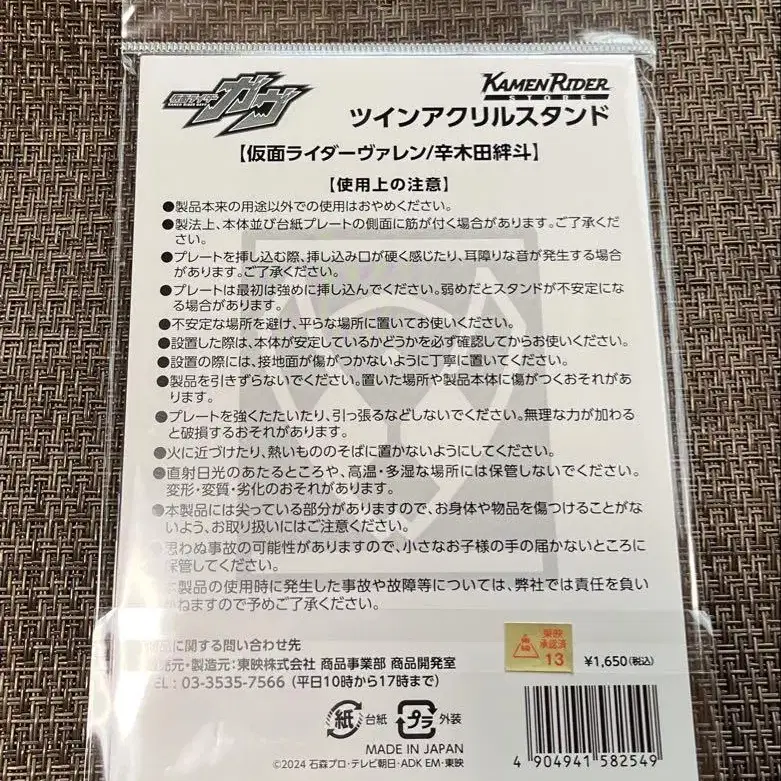 仮面ライダー
KAMEN RIDER GAVV
ガヴ
KAMEN RIDER
STORE
ツインアクリルスタンド
【仮面ライダーヴァレン/辛木田絆斗】
【使用上の注意】
●製品本来の用途以外での使用はおやめください。
●製法上、本体並び台紙プレートの側面に筋が付く場合があります。ご了承くだ
さい。
●プレートを挿し込む際、挿し込み口が硬く感じたり、耳障りな音が発生する場合
があります。ご了承ください。
●プレートは最初は強めに挿し込んでください。弱めだとスタンドが不安定にな
る場合があります。
●不安定な場所を避け、平らな場所に置いてお使いください。
●設置した際は、本体が安定しているかどうかを必ず確認してからお使いください。
●設置の際には、接地面が傷がつかないように丁寧に置いてください。
●製品を引きずらないでください。置いた場所や製品本体に傷がつくおそれがあ
ります。
●プレートを強くたたいたり、引っ張るなどしないでください。無理な力が加わる
と破損するおそれがあります。
●火に近づけたり、熱いもののそばに置かないようにしてください。
●直射日光のあたるところや、高温・多湿な場所には保管しないでください。
変形・変質・劣化のおそれがあります。
●本製品には尖っている部分がありますので、お身体や物品を傷つけることがな
いよう、お取り扱いにはご注意ください。
●思わぬ事故の可能性がありますので、小さなお子様の手の届かないところに
保管してください。
本製品の使用時に発生した事故や故障等については、弊社では責任を負い
かねますので予めご了承ください。
商品に関する問い合わせ先
発売元・製造元:東映株式会社 商品事業部 商品開発室
TEL : 03-3535-7566 (平日10時から17時まで)
東映
承認済
13
¥1,650(税込)
紙 台紙 プラ 外装
MADE IN JAPAN
©2024 石森プロ・テレビ朝日・ADK EM・東映
4 904941 582549